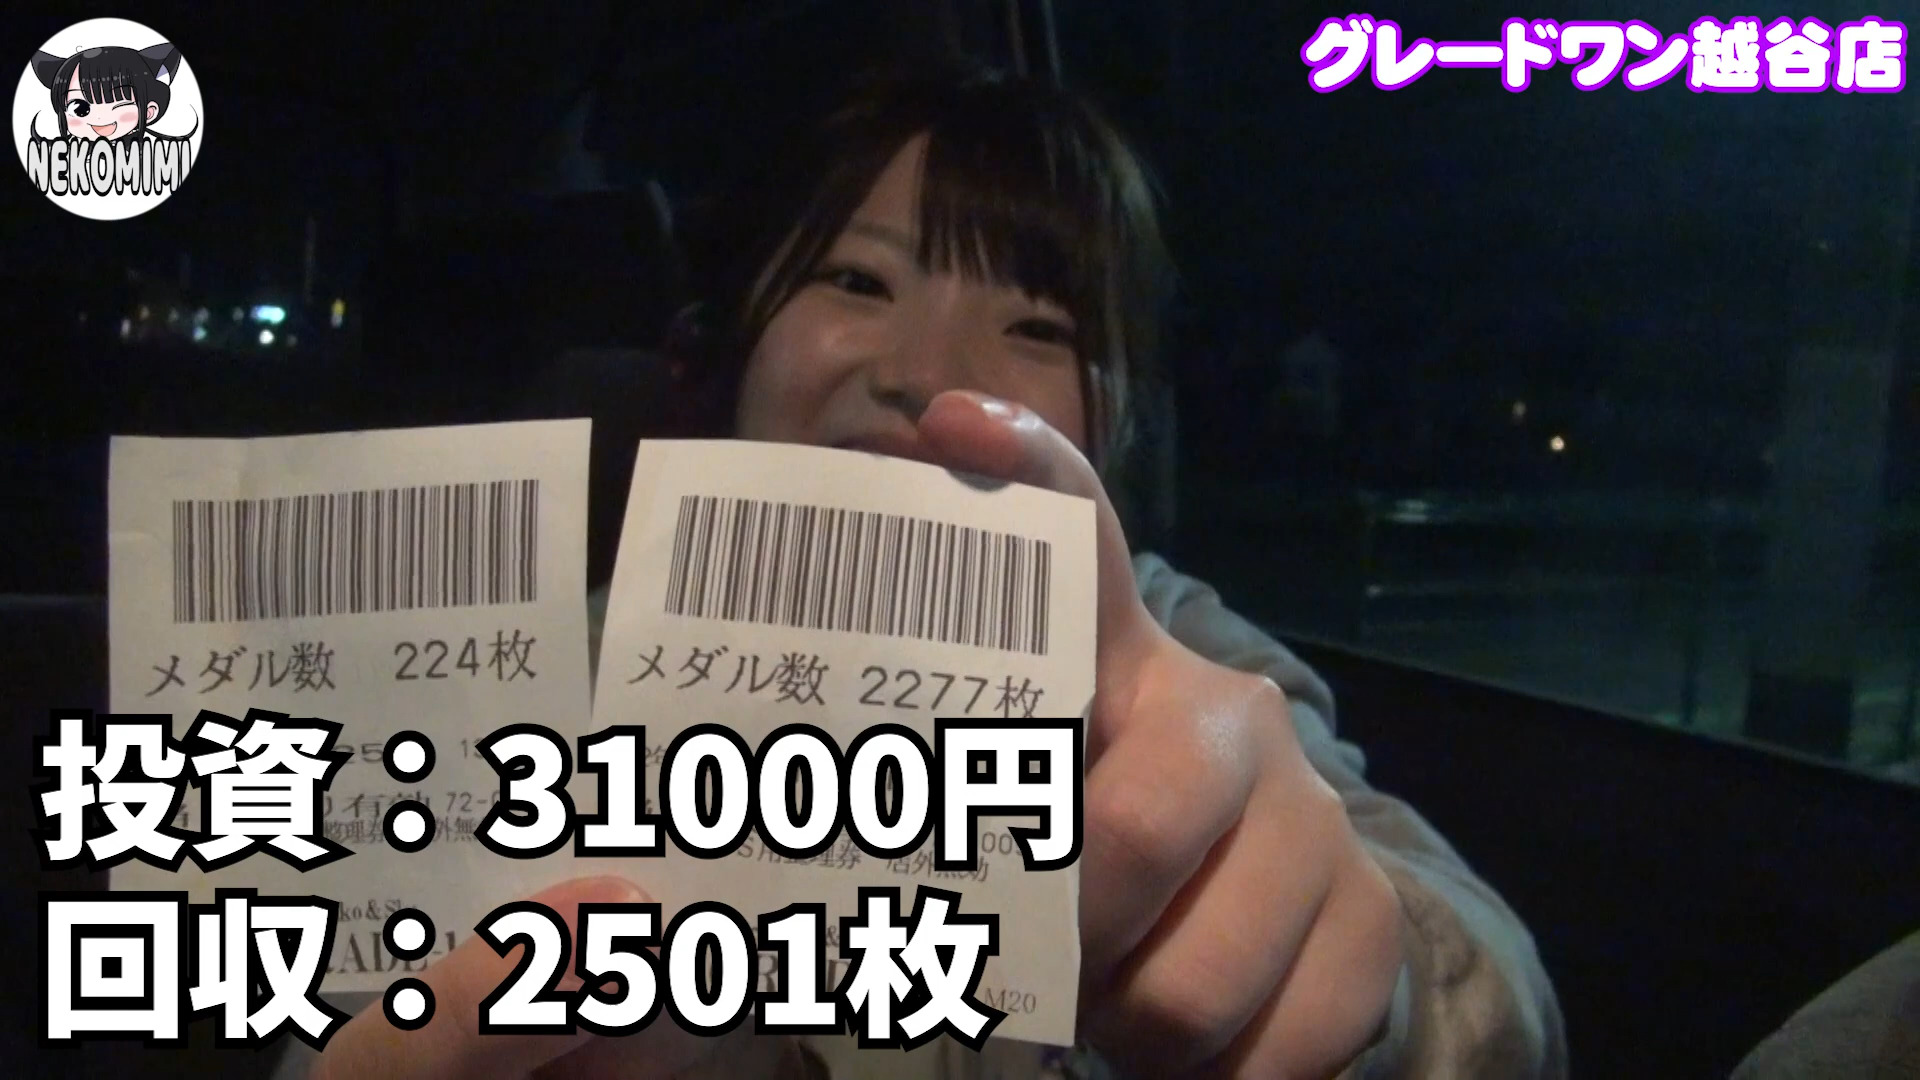 グレードワン越谷店
NEKOMIMI
メダル数 224枚
メダル数 2277枚
投資：31000円
回収：2501枚
M20